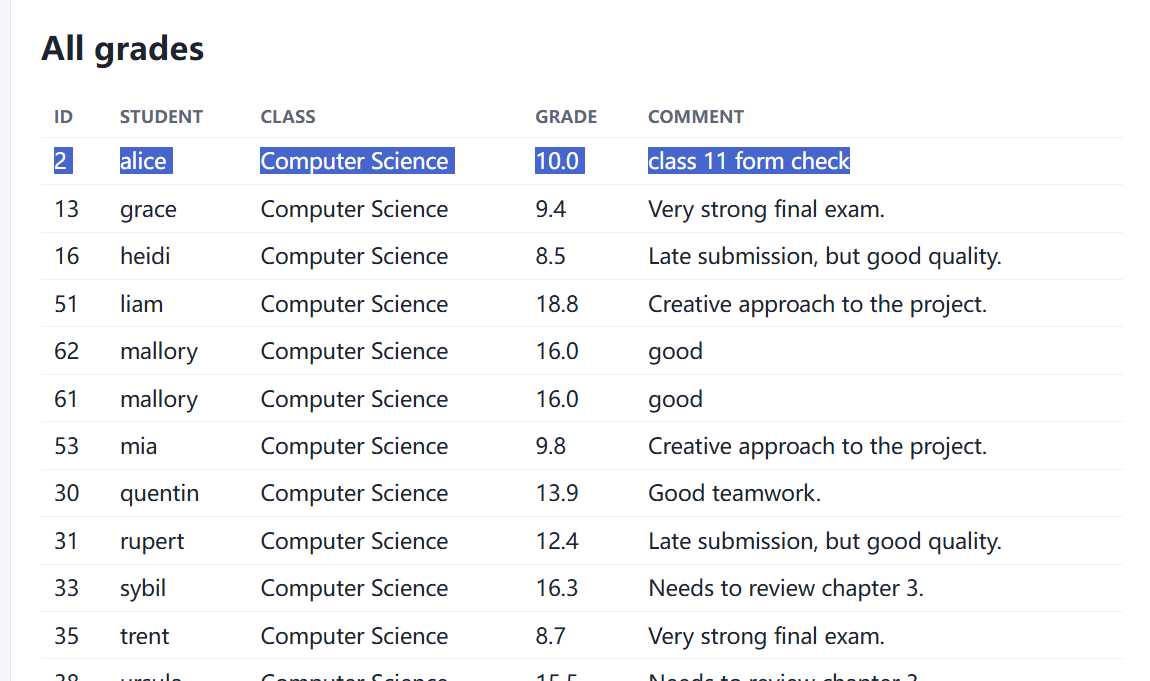 All grades
ID STUDENT CLASS GRADE COMMENT
2 alice Computer Science 10.0 class 11 form check
13 grace Computer Science 9.4 Very strong final exam.
16 heidi Computer Science 8.5 Late submission, but good quality.
51 liam Computer Science 18.8 Creative approach to the project.
62 mallory Computer Science 16.0 good
61 mallory Computer Science 16.0 good
53 mia Computer Science 9.8 Creative approach to the project.
30 quentin Computer Science 13.9 Good teamwork.
31 rupert Computer Science 12.4 Late submission, but good quality.
33 sybil Computer Science 16.3 Needs to review chapter 3.
35 trent Computer Science 8.7 Very strong final exam.
Computer Science Needs to review chapter